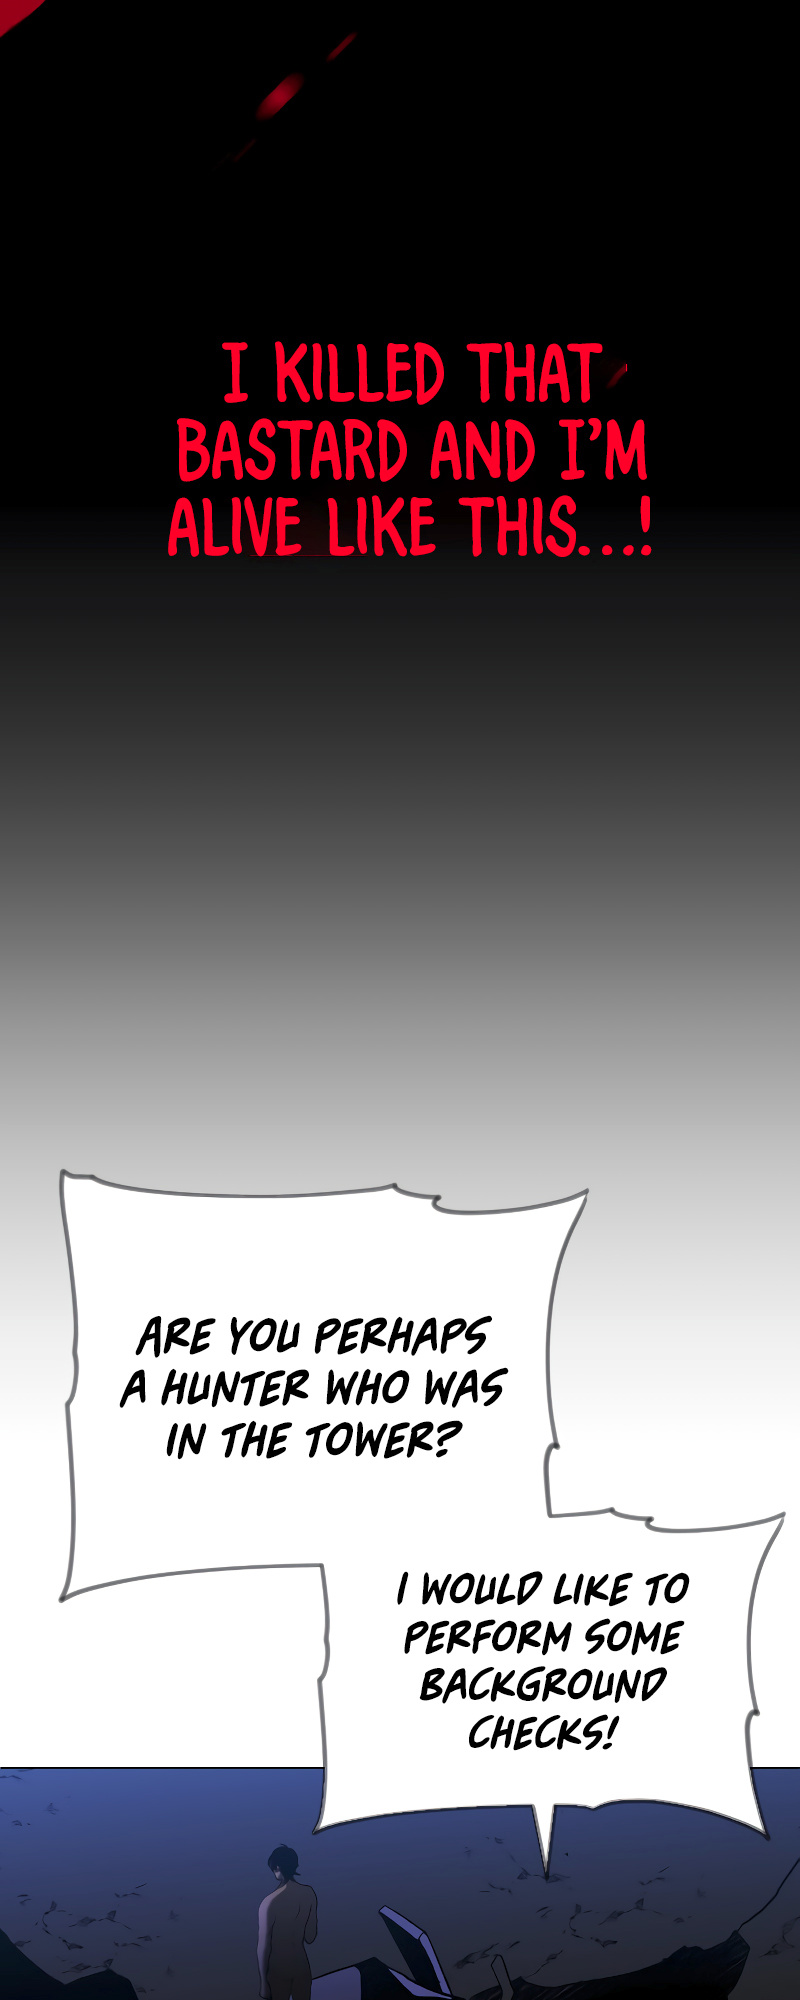 I KILLED THAT
BASTARD AND I'M
ALIVE LIKE THIS...!
ARE YOU PERHAPS
A HUNTER WHO WAS
IN THE TOWER?
I WOULD LIKE TO
PERFORM SOME
BACKGROUND
CHECKS!